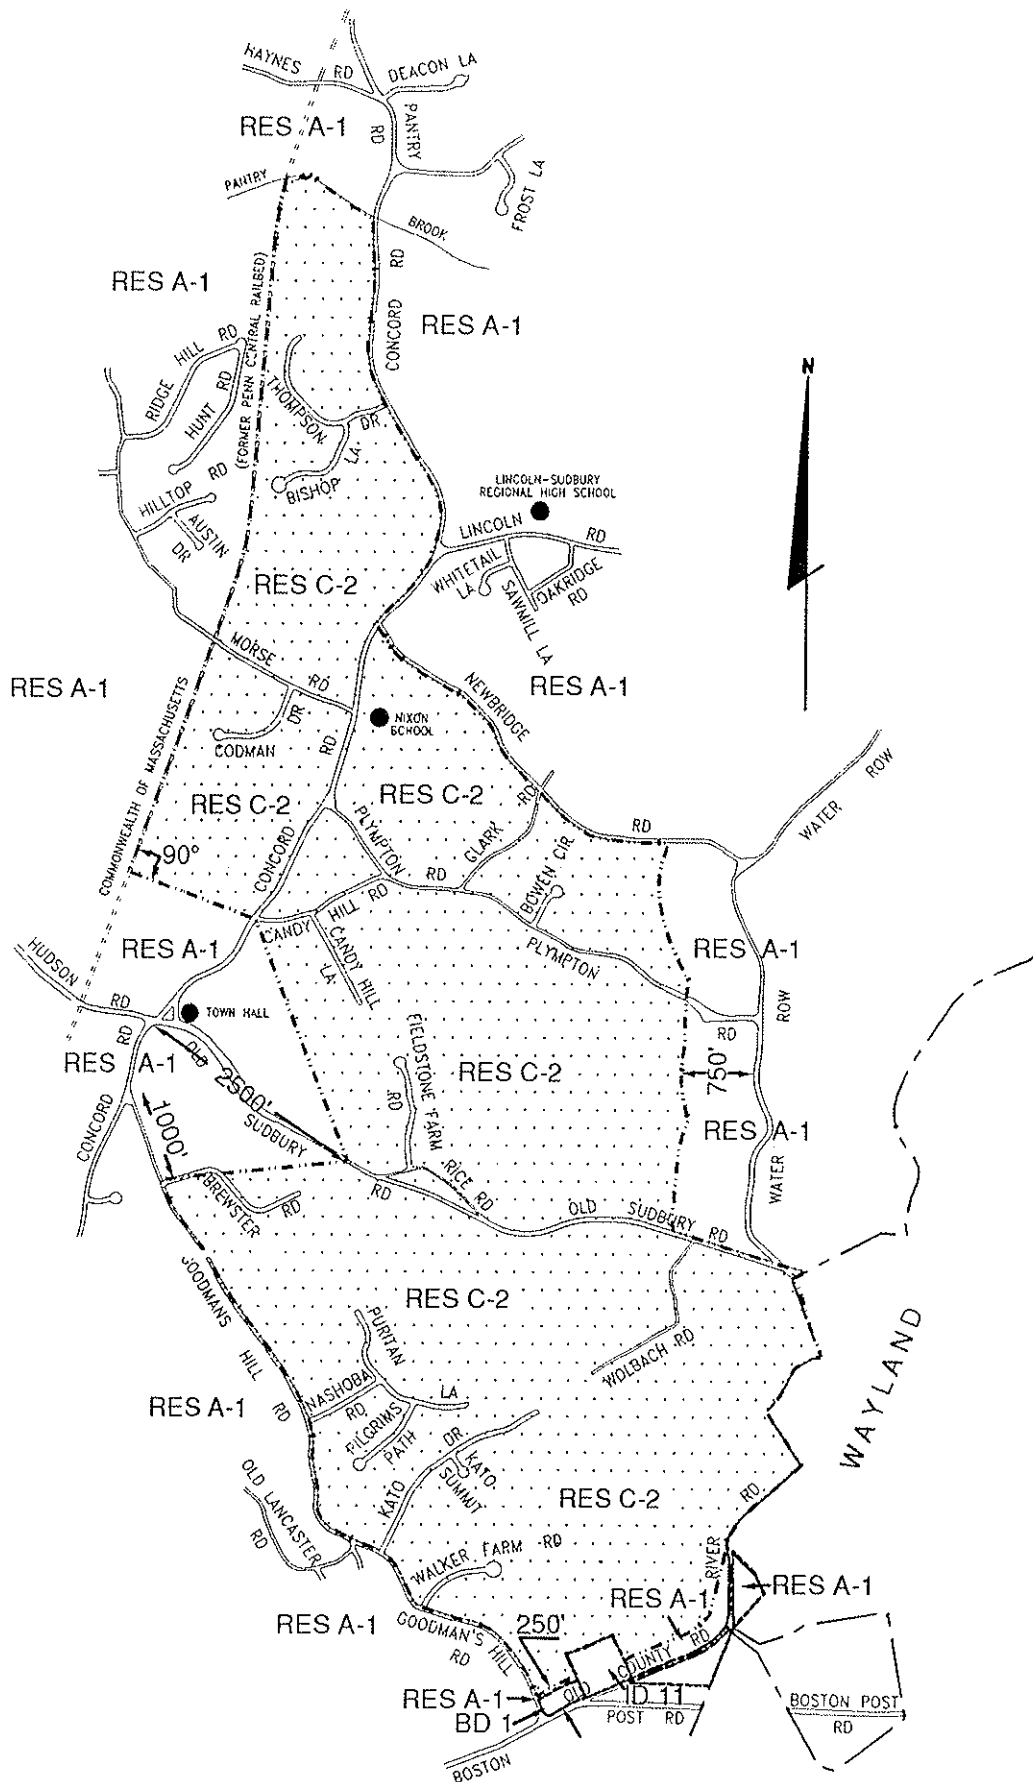 HAYNES RD
DEACON LA
RES A-1
PANTRY RD
FROST LA
PANTRY
BROOK
RES A-1
(FORMER PENN CENTRAL RAILBED)
CONCORD RD
RES A-1
N
RIDGE HILL RD
HUNT RD
THOMPSON DR
BISHOP LA
HILLTOP RD
AUSTIN DR
LINCOLN-SUDBURY
REGIONAL HIGH SCHOOL
LINCOLN RD
WHITETAIL LA
SAWMILL LA
OAKRIDGE RD
RES C-2
RES A-1
MORSE RD
RES A-1
NEWBRIDGE RD
COMMONWEALTH OF MASSACHUSETTS
CODMAN DR
NIXON
SCHOOL
RES C-2
RES C-2
WATER ROW
CONCORD RD
PLYMPTON RD
CLARK RD
BOWEN CIR
90°
CANDY HILL RD
CANDY HILL LA
PLYMPTON RD
RES A-1
RES A-1
HUDSON RD
TOWN HALL
FIELDSTONE FARM RD
RES C-2
750'
WATER ROW
RES A-1
CONCORD RD
OLD SUDBURY RD
2500'
1000'
RES A-1
BREWSTER RD
RICE RD
OLD SUDBURY RD
GOODMANS HILL RD
RES C-2
WOLBACH RD
PURITAN LA
NASHOBA RD
PILGRIMS PATH
WAYLAND
RES A-1
KATO DR
KATO SUMMIT
OLD LANCASTER RD
RES C-2
RIVER RD
WALKER FARM RD
RES A-1
RES A-1
RES A-1
GOODMAN'S HILL RD
250'
OLD COUNTY RD
RES A-1
ID 11
BD 1
BOSTON POST RD
BOSTON POST
RD